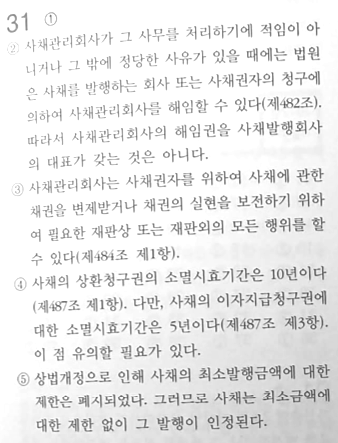 31 ①
② 사채관리회사가 그 사무를 처리하기에 적임이 아
니거나 그 밖에 정당한 사유가 있을 때에는 법원
은 사채를 발행하는 회사 또는 사채권자의 청구에
의하여 사채관리회사를 해임할 수 있다(제482조).
따라서 사채관리회사의 해임권을 사채발행회사
의 대표가 갖는 것은 아니다.
③ 사채관리회사는 사채권자를 위하여 사채에 관한
채권을 변제받거나 채권의 실현을 보전하기 위하
여 필요한 재판상 또는 재판외의 모든 행위를 할
수 있다(제484조 제1항).
④ 사채의 상환청구권의 소멸시효기간은 10년이다
(제487조 제1항). 다만, 사채의 이자지급청구권에
대한 소멸시효기간은 5년이다(제487조 제3항).
이 점 유의할 필요가 있다.
⑤ 상법개정으로 인해 사채의 최소발행금액에 대한
제한은 폐지되었다. 그러므로 사채는 최소금액에
대한 제한 없이 그 발행이 인정된다.